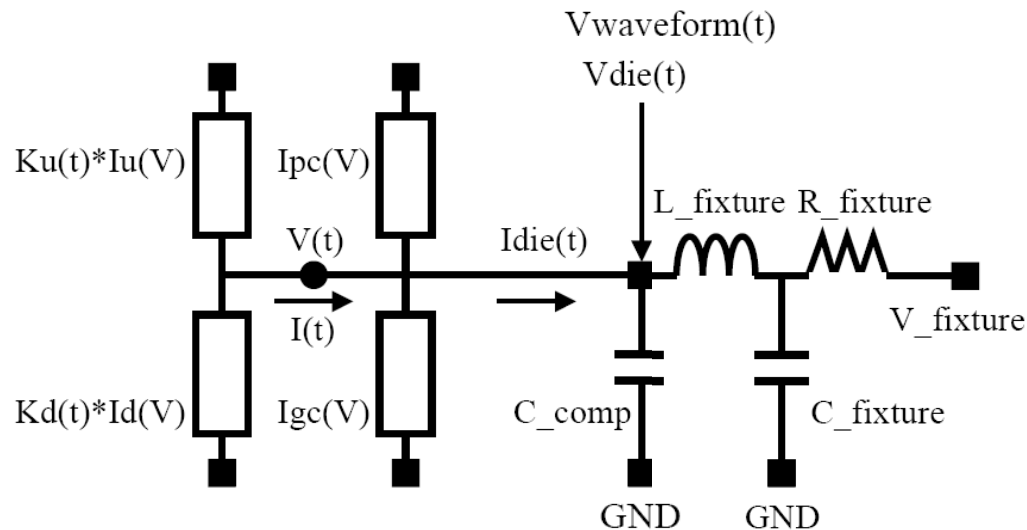 Vwaveform(t)
Vdie(t)
Ku(t)*Iu(V)
Ipc(V)
L_fixture
R_fixture
V(t)
Idie(t)
I(t)
V_fixture
Kd(t)*Id(V)
Igc(V)
C_comp
C_fixture
GND
GND